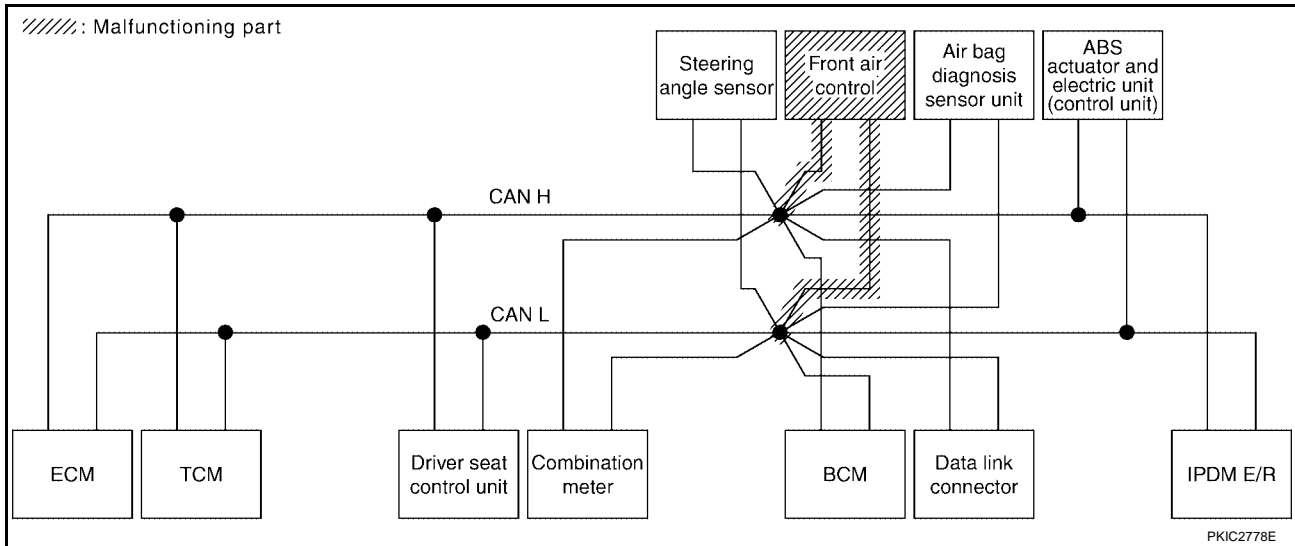 : Malfunctioning part
Steering
angle sensor
Front air
control
Air bag
diagnosis
sensor unit
ABS
actuator and
electric unit
(control unit)
CAN H
CAN L
ECM
TCM
Driver seat
control unit
Combination
meter
BCM
Data link
connector
IPDM E/R
PKIC2778E